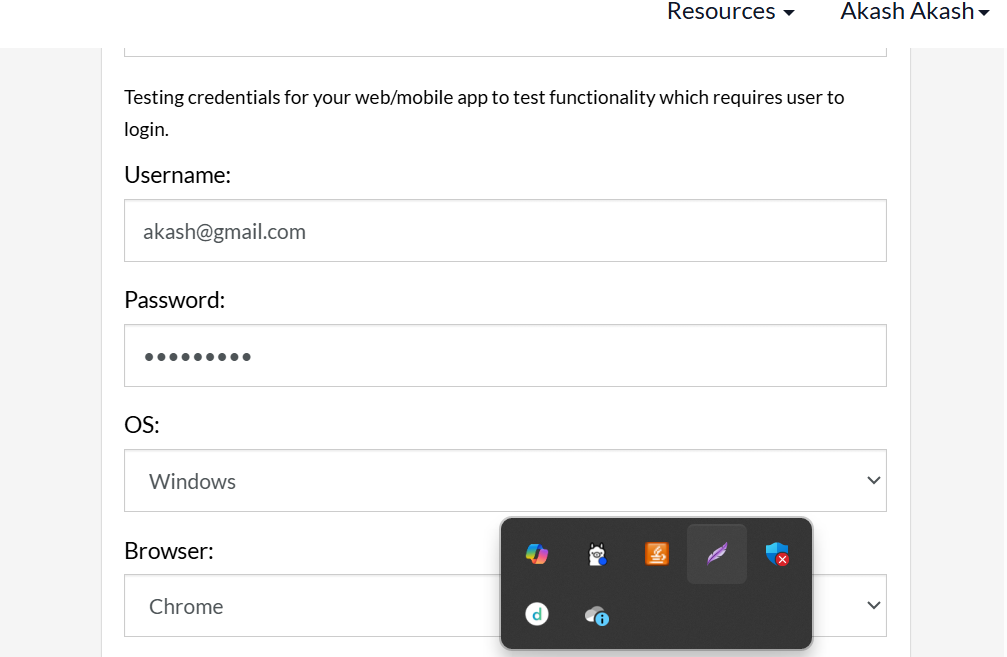 Resources
Akash Akash
Testing credentials for your web/mobile app to test functionality which requires user to
login.
Username:
akash@gmail.com
Password:
•••••••••
OS:
Windows
Browser:
Chrome
d